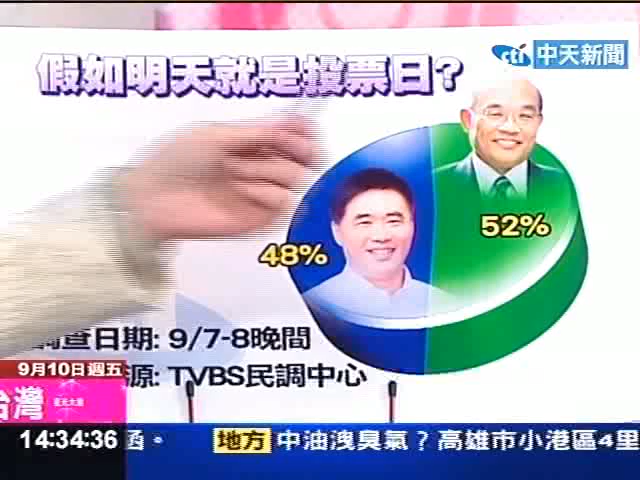 cti 中天新聞
假如明天就是投票日?
52%
48%
查日期: 9/7-8晚間
源: TVBS民調中心
9月10日週五
台灣
14:34:36 函。 地方 中油洩臭氣?高雄市小港區4里